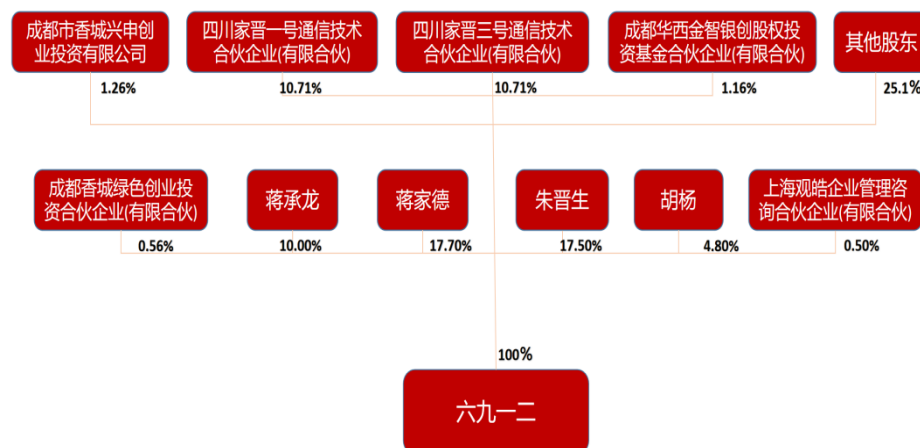 成都市香城兴申创
业投资有限公司
四川家晋一号通信技术
合伙企业(有限合伙)
四川家晋三号通信技术
合伙企业(有限合伙)
成都华西金智银创股权投
资基金合伙企业(有限合伙)
其他股东
1.26%
10.71%
10.71%
1.16%
25.1%
成都香城绿色创业投
资合伙企业(有限合伙)
蒋承龙
蒋家德
朱晋生
胡杨
上海观皓企业管理咨
询合伙企业(有限合伙)
0.56%
10.00%
17.70%
17.50%
4.80%
0.50%
100%
六九一二